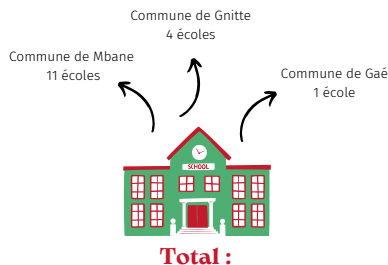 Commune de Gnitte
4 écoles
Commune de Mbane
11 écoles
Commune de Gaé
1 école
SCHOOL
Total :